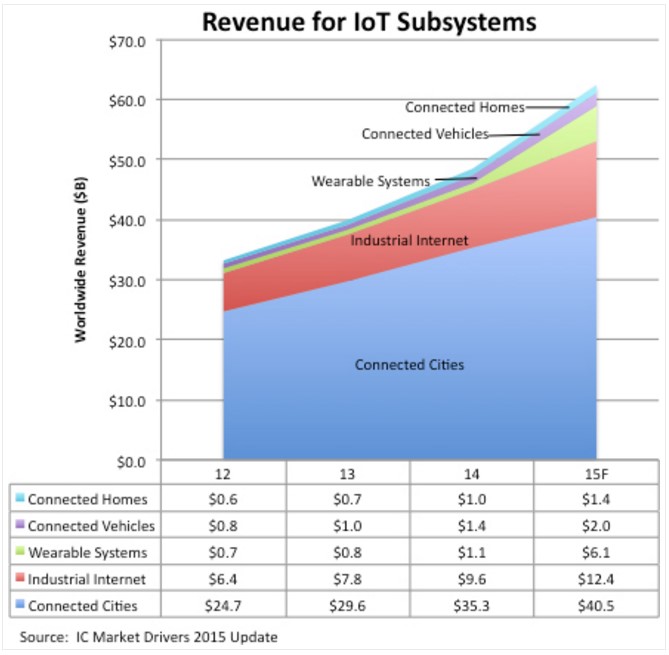 Revenue for IoT Subsystems
$70.0
$60.0
$50.0
$40.0
$30.0
$20.0
$10.0
$0.0
Worldwide Revenue ($B)
Connected Homes
Connected Vehicles
Wearable Systems
Industrial Internet
Connected Cities
12 13 14 15F
Connected Homes $0.6 $0.7 $1.0 $1.4
Connected Vehicles $0.8 $1.0 $1.4 $2.0
Wearable Systems $0.7 $0.8 $1.1 $6.1
Industrial Internet $6.4 $7.8 $9.6 $12.4
Connected Cities $24.7 $29.6 $35.3 $40.5
Source: IC Market Drivers 2015 Update